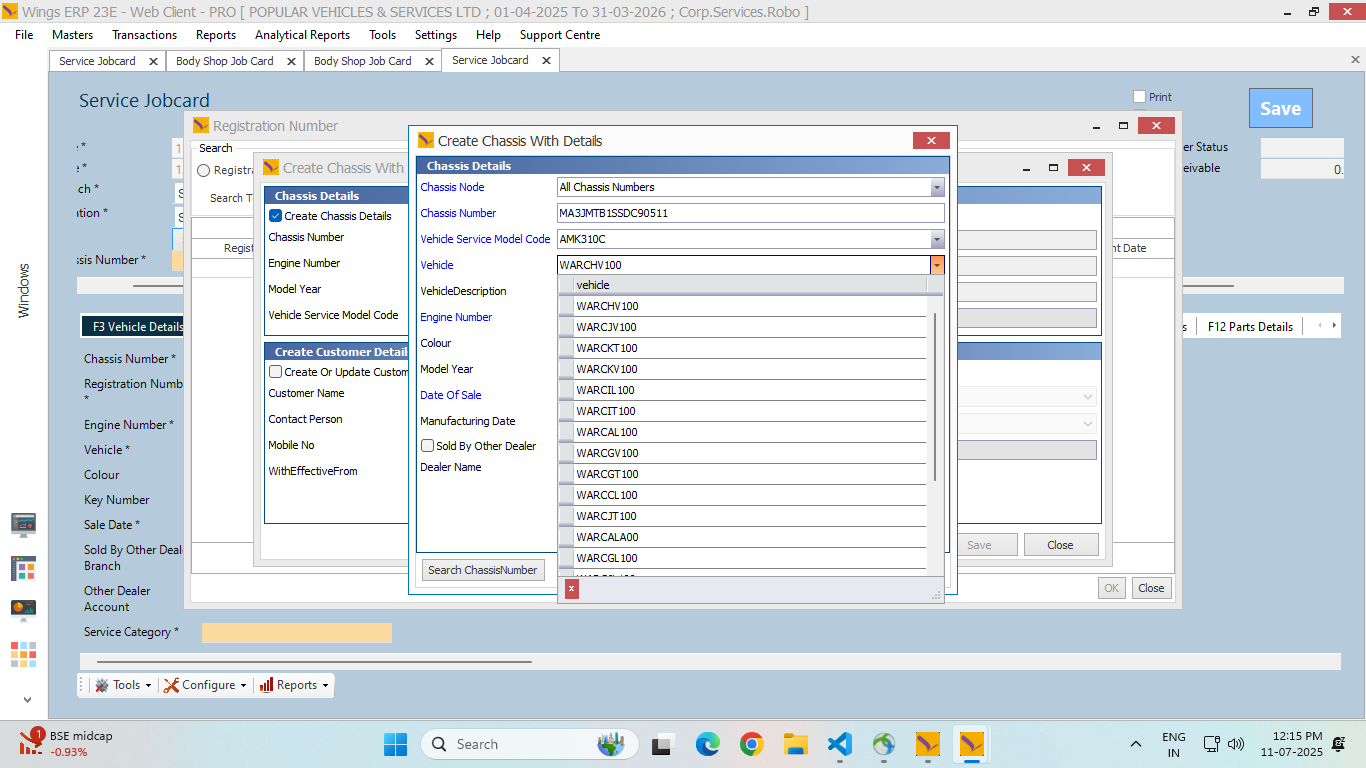 Wings ERP 23E - Web Client - PRO [ POPULAR VEHICLES & SERVICES LTD ; 01-04-2025 To 31-03-2026 ; Corp.Services.Robo ]
File Masters Transactions Reports Analytical Reports Tools Settings Help Support Centre
Service Jobcard Body Shop Job Card Body Shop Job Card Service Jobcard
Service Jobcard
Print
Save
Registration Number
Search
Registra
Search T
Regist
nt Date
er Status
eivable
0.
ch *
ation *
ssis Number *
Create Chassis With
Chassis Details
Create Chassis Details
Chassis Number
Engine Number
Model Year
Vehicle Service Model Code
Create Customer Detail
Create Or Update Custom
Customer Name
Contact Person
Mobile No
WithEffectiveFrom
Save
Close
OK
Close
Create Chassis With Details
Chassis Details
Chassis Node All Chassis Numbers
Chassis Number MA3JMTB1SSDC90511
Vehicle Service Model Code AMK310C
Vehicle WARCHV100
VehicleDescription
Engine Number
Colour
Model Year
Date Of Sale
Manufacturing Date
Sold By Other Dealer
Dealer Name
Search ChassisNumber
vehicle
WARCHV100
WARCJV100
WARCKT100
WARCKV100
WARCIL100
WARCIT100
WARCAL100
WARCGV100
WARCGT100
WARCCL100
WARCJT100
WARCALA00
WARCGL100
x
Windows
F3 Vehicle Details
s F12 Parts Details
Chassis Number *
Registration Numb
*
Engine Number *
Vehicle *
Colour
Key Number
Sale Date *
Sold By Other Deal
Branch
Other Dealer
Account
Service Category *
Tools Configure Reports
1
BSE midcap
-0.93%
Search
ENG
IN
12:15 PM
11-07-2025